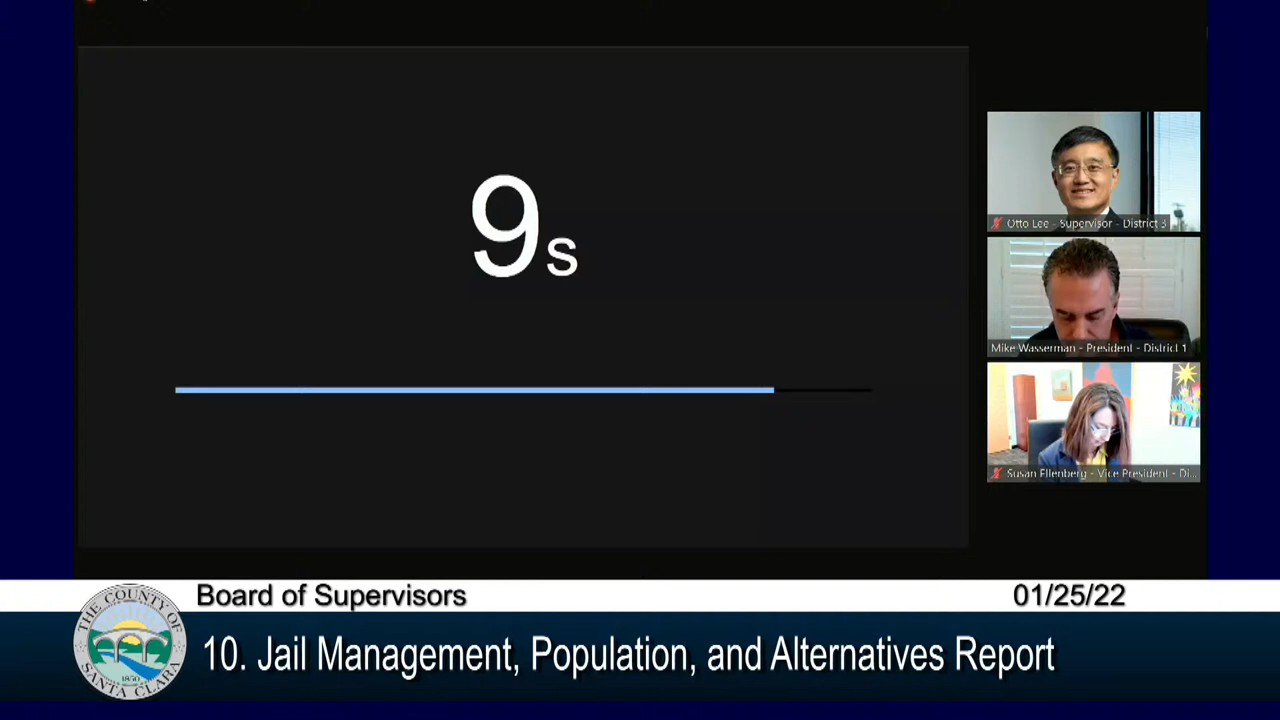 9s
Otto Lee - Supervisor - District 3
Mike Wasserman - President - District 1
Susan Ellenberg - Vice President - Di...
Board of Supervisors
01/25/22
THE COUNTY OF
SANTA CLARA
1850
10. Jail Management, Population, and Alternatives Report